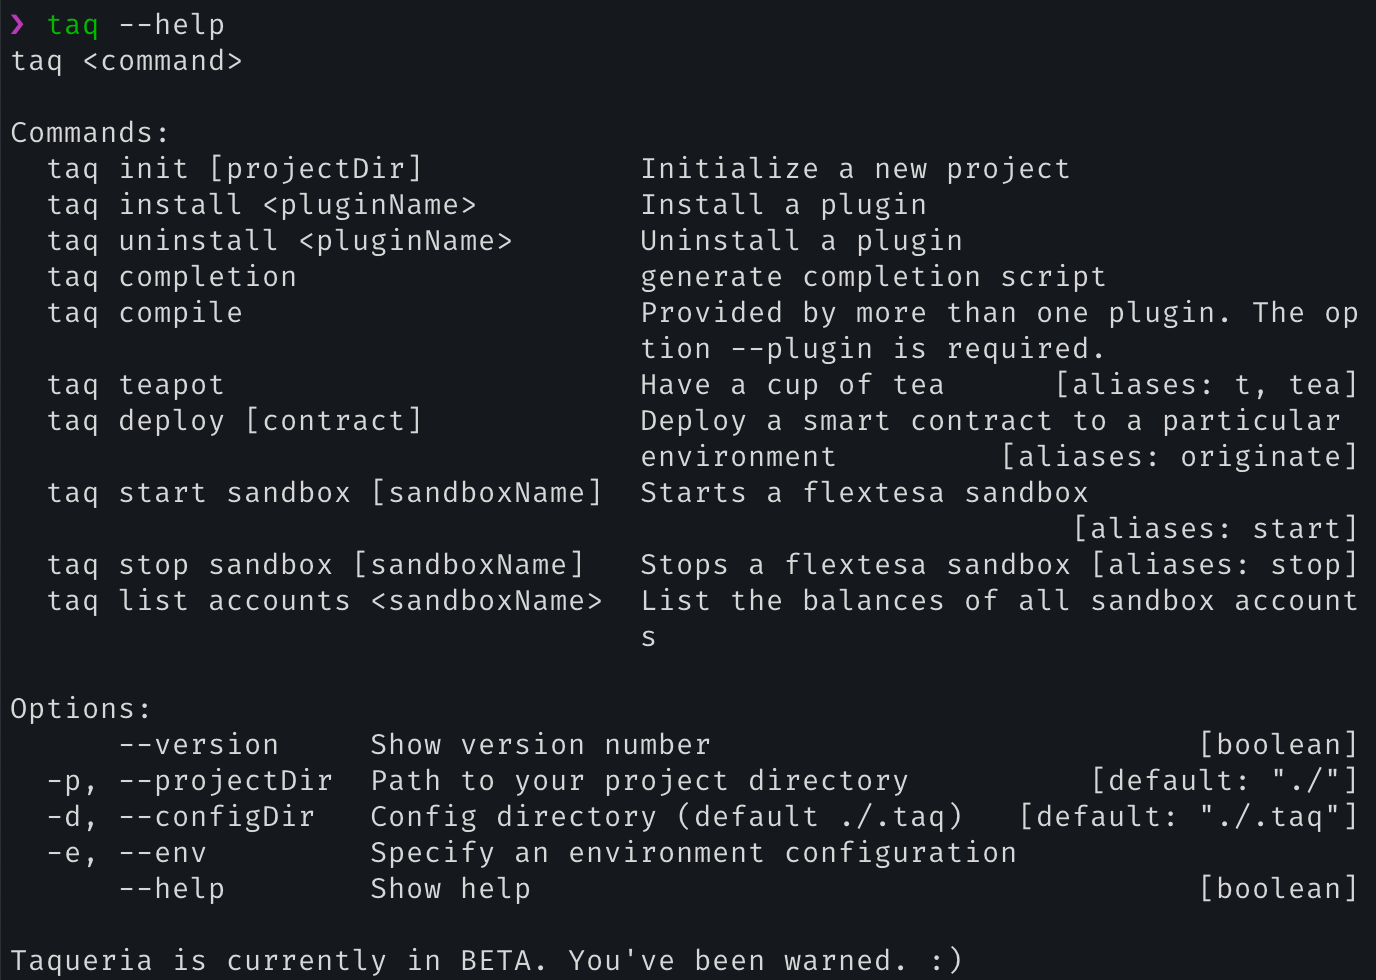 ❯ taq --help
taq <command>

Commands:
  taq init [projectDir]            Initialize a new project
  taq install <pluginName>         Install a plugin
  taq uninstall <pluginName>       Uninstall a plugin
  taq completion                   generate completion script
  taq compile                      Provided by more than one plugin. The op
                                   tion --plugin is required.
  taq teapot                       Have a cup of tea      [aliases: t, tea]
  taq deploy [contract]            Deploy a smart contract to a particular
                                   environment         [aliases: originate]
  taq start sandbox [sandboxName]  Starts a flextesa sandbox
                                                           [aliases: start]
  taq stop sandbox [sandboxName]   Stops a flextesa sandbox [aliases: stop]
  taq list accounts <sandboxName>  List the balances of all sandbox account
                                   s

Options:
      --version     Show version number                           [boolean]
  -p, --projectDir  Path to your project directory          [default: "./"]
  -d, --configDir   Config directory (default ./.taq)   [default: "./.taq"]
  -e, --env         Specify an environment configuration
      --help        Show help                                     [boolean]

Taqueria is currently in BETA. You've been warned. :)